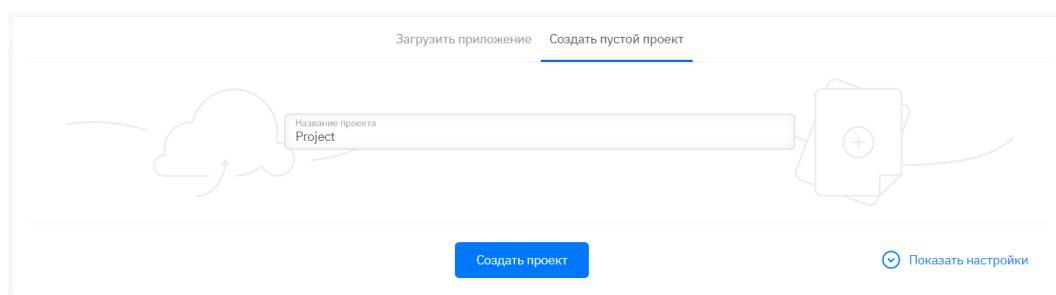 Загрузить приложение Создать пустой проект
Название проекта
Project
Создать проект
Показать настройки